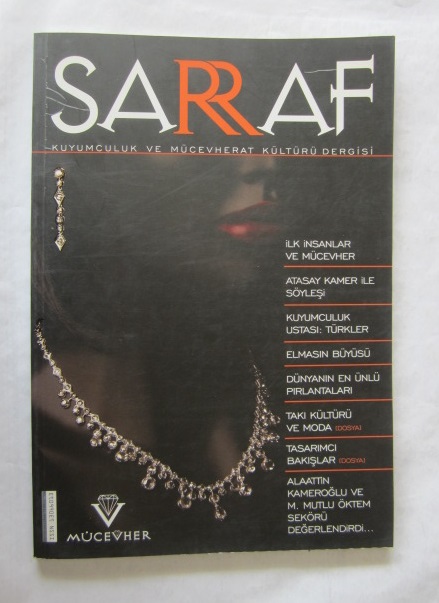 SARRAF
KUYUMCULUK VE MÜCEVHERAT KÜLTÜRÜ DERGİSİ
İLK İNSANLAR
VE MÜCEVHER
ATASAY KAMER İLE
SÖYLEŞİ
KUYUMCULUK
USTASI: TÜRKLER
ELMASIN BÜYÜSÜ
DÜNYANIN EN ÜNLÜ
PIRLANTALARI
TAKI KÜLTÜRÜ
VE MODA (DOSYA)
TASARIMCI
BAKIŞLAR (DOSYA)
ALAATTİN
KAMEROĞLU VE
M. MUTLU ÖKTEM
SEKÖRÜ
DEĞERLENDİRDİ...
MÜCEVHER